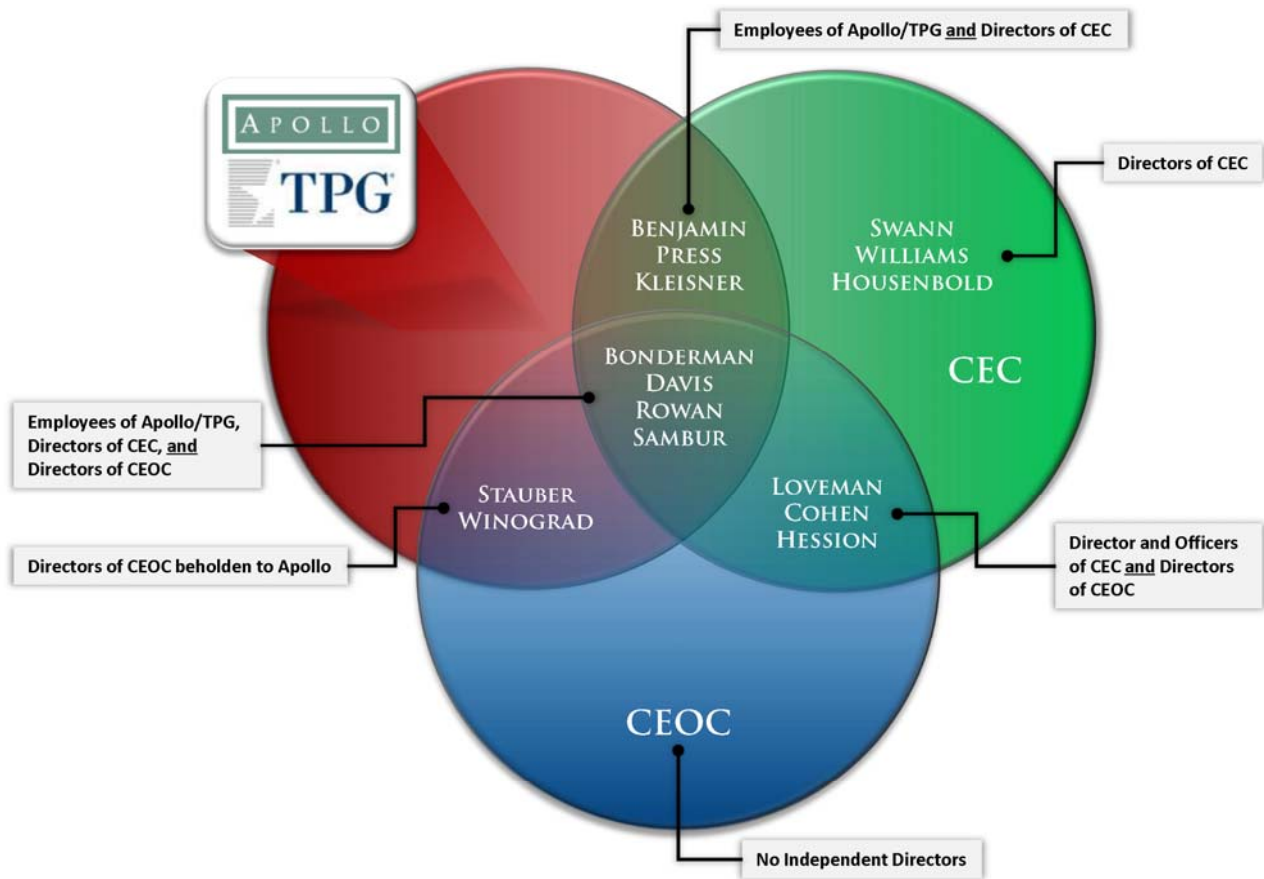 Employees of Apollo/TPG and Directors of CEC
APOLLO
TPG
Directors of CEC
BENJAMIN
PRESS
KLEISNER
SWANN
WILLIAMS
HOUSENBOLD
BONDERMAN
DAVIS
ROWAN
SAMBUR
CEC
Employees of Apollo/TPG,
Directors of CEC, and
Directors of CEOC
STAUBER
WINOGRAD
LOVEMAN
COHEN
HESSION
Directors of CEOC beholden to Apollo
Director and Officers
of CEC and Directors
of CEOC
CEOC
No Independent Directors